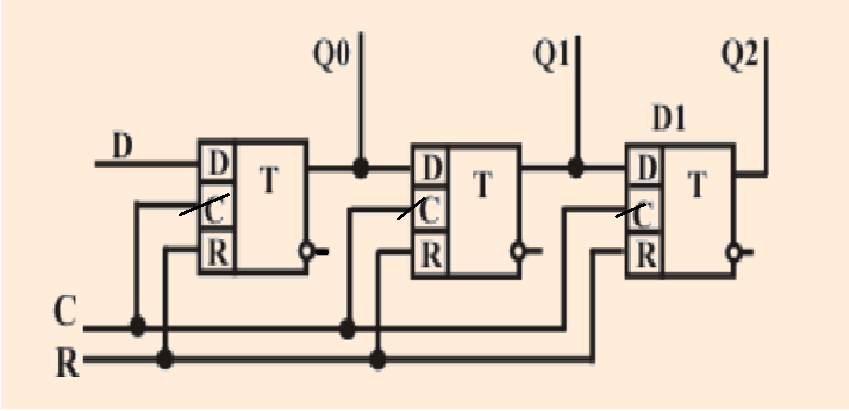 Q0 Q1 Q2
D1
D
D T D T D T
C C C
R R R
C
R